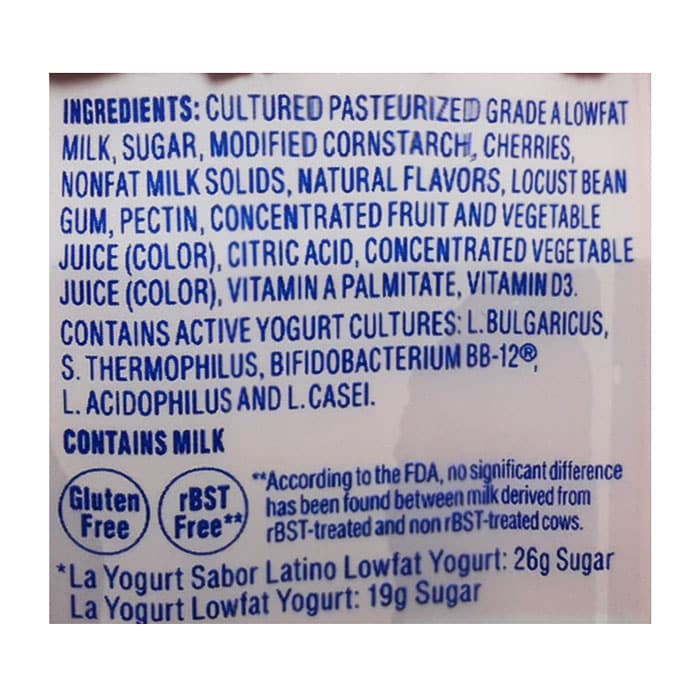 INGREDIENTS: CULTURED PASTEURIZED GRADE A LOWFAT
MILK, SUGAR, MODIFIED CORNSTARCH, CHERRIES,
NONFAT MILK SOLIDS, NATURAL FLAVORS, LOCUST BEAN
GUM, PECTIN, CONCENTRATED FRUIT AND VEGETABLE
JUICE (COLOR), CITRIC ACID, CONCENTRATED VEGETABLE
JUICE (COLOR), VITAMIN A PALMITATE, VITAMIN D3.
CONTAINS ACTIVE YOGURT CULTURES: L. BULGARICUS,
S. THERMOPHILUS, BIFIDOBACTERIUM BB-12®,
L. ACIDOPHILUS AND L. CASEI.
CONTAINS MILK
Gluten
Free
rBST
Free**
**According to the FDA, no significant difference
has been found between milk derived from
rBST-treated and non rBST-treated cows.
*La Yogurt Sabor Latino Lowfat Yogurt: 26g Sugar
La Yogurt Lowfat Yogurt: 19g Sugar